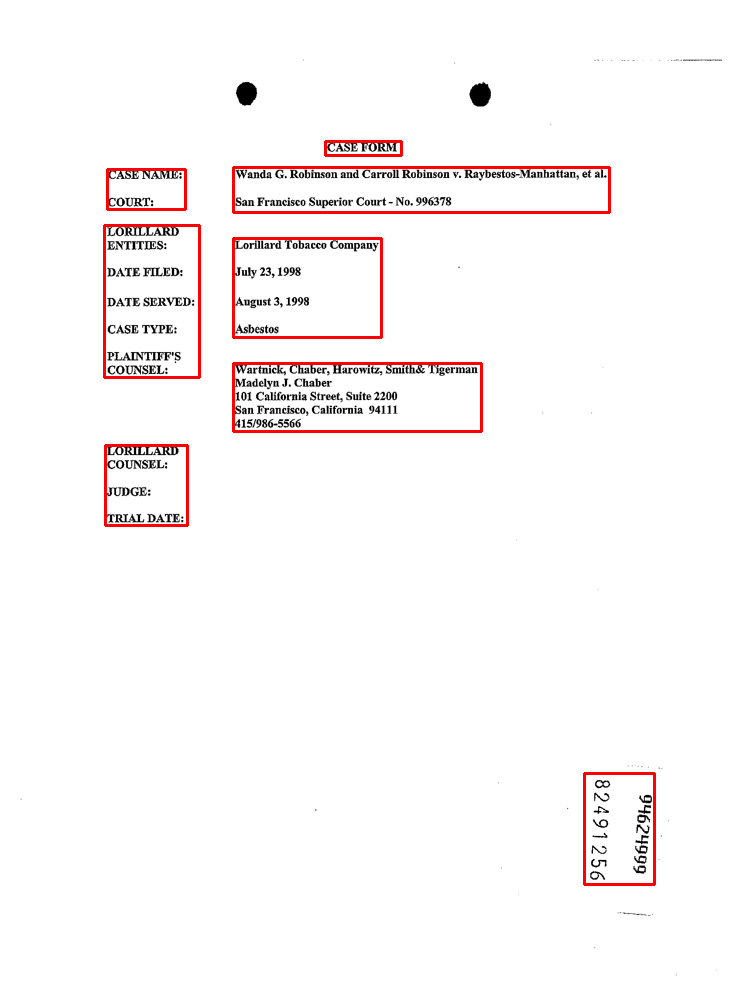 CASE FORM
CASE NAME: Wanda G. Robinson and Carroll Robinson v. Raybestos-Manhattan, et al.
COURT: San Francisco Superior Court - No. 996378
LORILLARD
ENTITIES: Lorillard Tobacco Company
DATE FILED: July 23, 1998
DATE SERVED: August 3, 1998
CASE TYPE: Asbestos
PLAINTIFF'S
COUNSEL: Wartnick, Chaber, Harowitz, Smith& Tigerman
Madelyn J. Chaber
101 California Street, Suite 2200
San Francisco, California 94111
415/986-5566
LORILLARD
COUNSEL:
JUDGE:
TRIAL DATE:
94624999
82491256